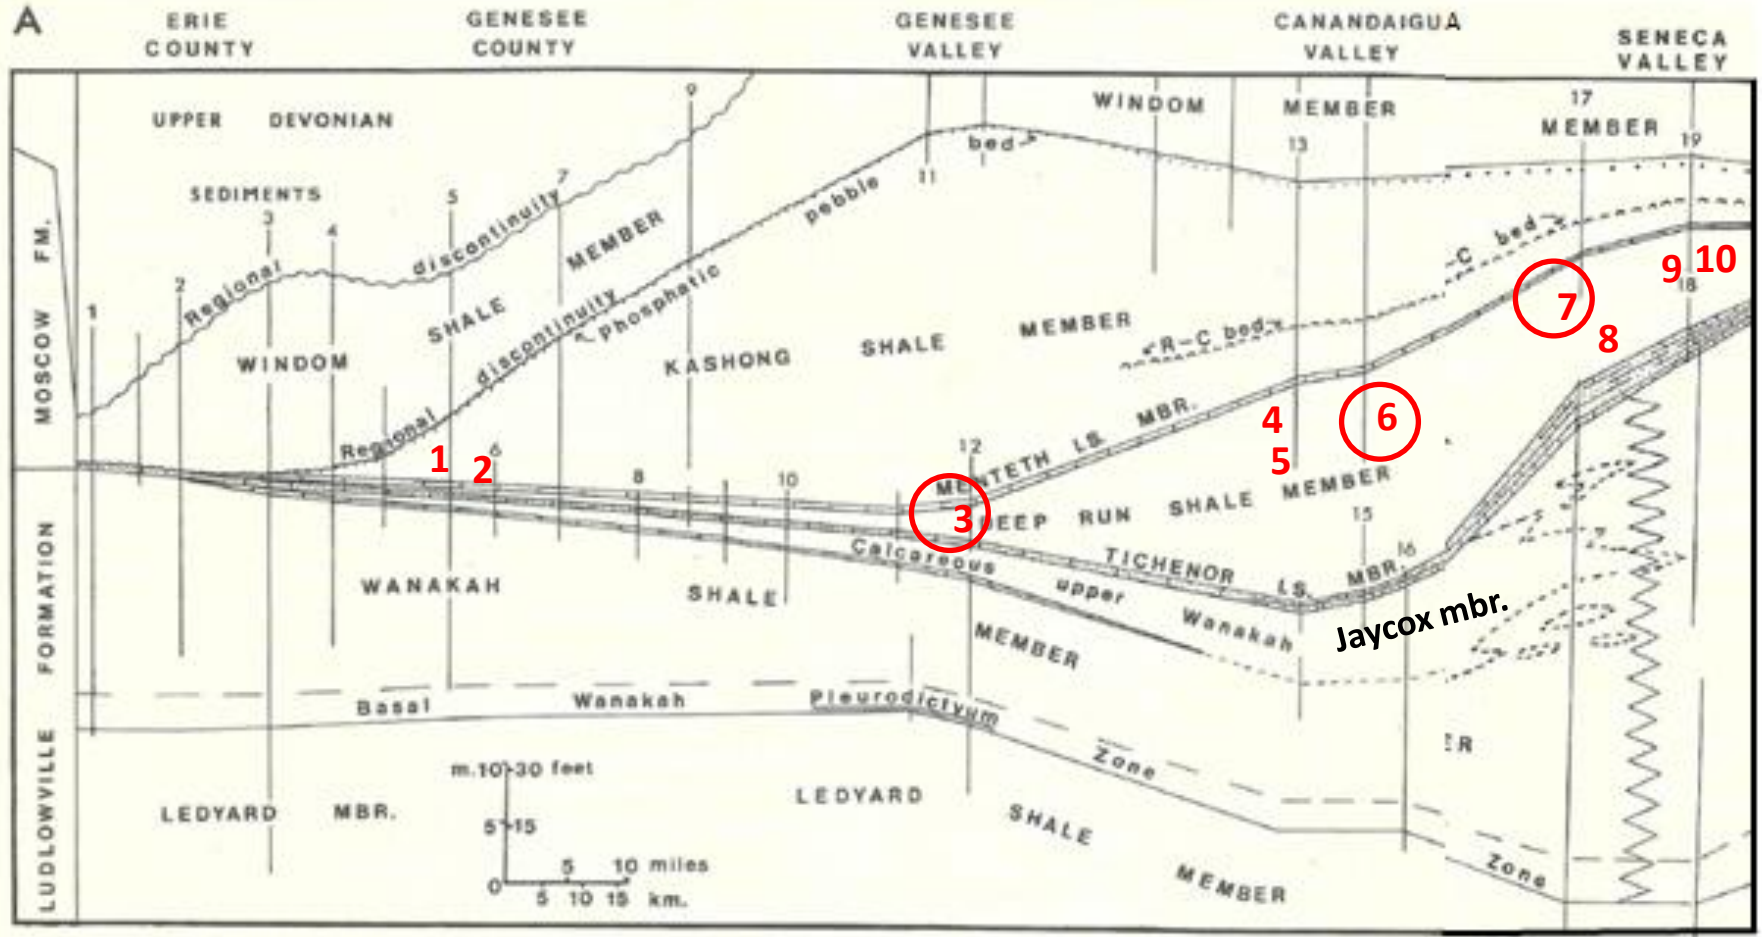 A
ERIE
COUNTY
GENESEE
COUNTY
GENESEE
VALLEY
CANANDAIGUA
VALLEY
SENECA
VALLEY
UPPER DEVONIAN
SEDIMENTS
WINDOM
MEMBER
17
MEMBER
9
7
5
3
4
2
1
13
19
11
bed
pebble
Regional
discontinuity
MEMBER
SHALE
WINDOM
discontinuity
Phosphatic
Regional
KASHONG SHALE MEMBER
R-C bed
-C bed
9 10
18
7
8
6
4
5
1
2
6
8
10
12
3
MENTETH LS. MBR.
DEEP RUN SHALE MEMBER
15
16
TICHENOR LS. MBR.
Calcareous upper Wanakah
Jaycox mbr.
WANAKAH SHALE
MEMBER
Basal Wanakah Pleurodictyum
Zone
Zone
ER
LEDYARD MBR.
LEDYARD SHALE
MEMBER
m.10 30 feet
5 15
0
5 10 miles
5 10 15 km.
MOSCOW FM.
LUDLOWVILLE FORMATION